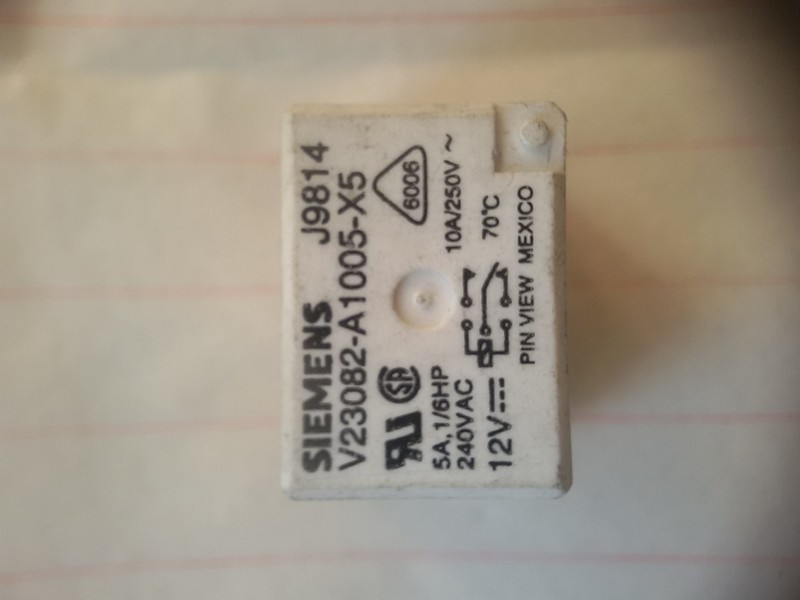 SIEMENS J9814
V23082-A1005-X5
6006
5A, 1/6HP 10A/250V ~
240VAC
12V 70°C
PIN VIEW MEXICO